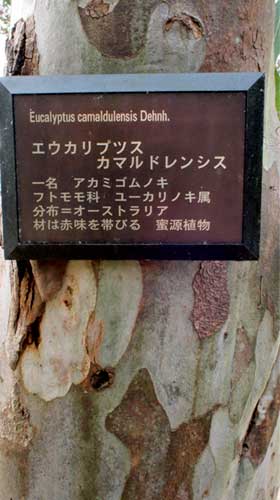 Eucalyptus camaldulensis Dehnh.
エウカリプツス
カマルドレンシス
一名 アカミゴムノキ
フトモモ科 ユーカリノキ属
分布=オーストラリア
材は赤味を帯びる 蜜源植物